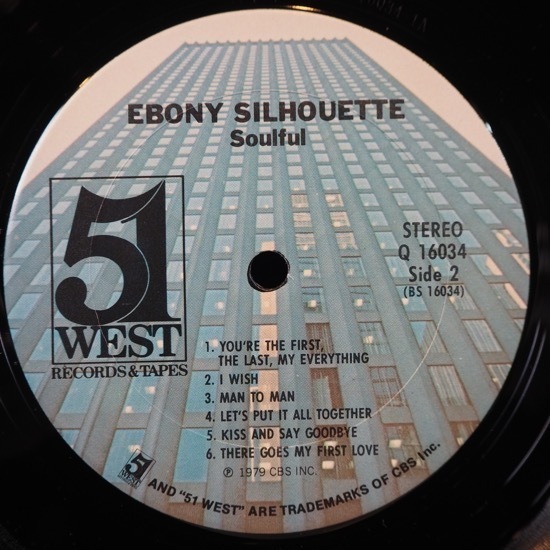 EBONY SILHOUETTE
Soulful
51
WEST
RECORDS & TAPES
STEREO
Q 16034
Side 2
(BS 16034)
1. YOU'RE THE FIRST,
THE LAST, MY EVERYTHING
2. I WISH
3. MAN TO MAN
4. LET'S PUT IT ALL TOGETHER
5. KISS AND SAY GOODBYE
6. THERE GOES MY FIRST LOVE
℗ 1979 CBS INC.
51
WEST
AND "51 WEST" ARE TRADEMARKS OF CBS Inc.